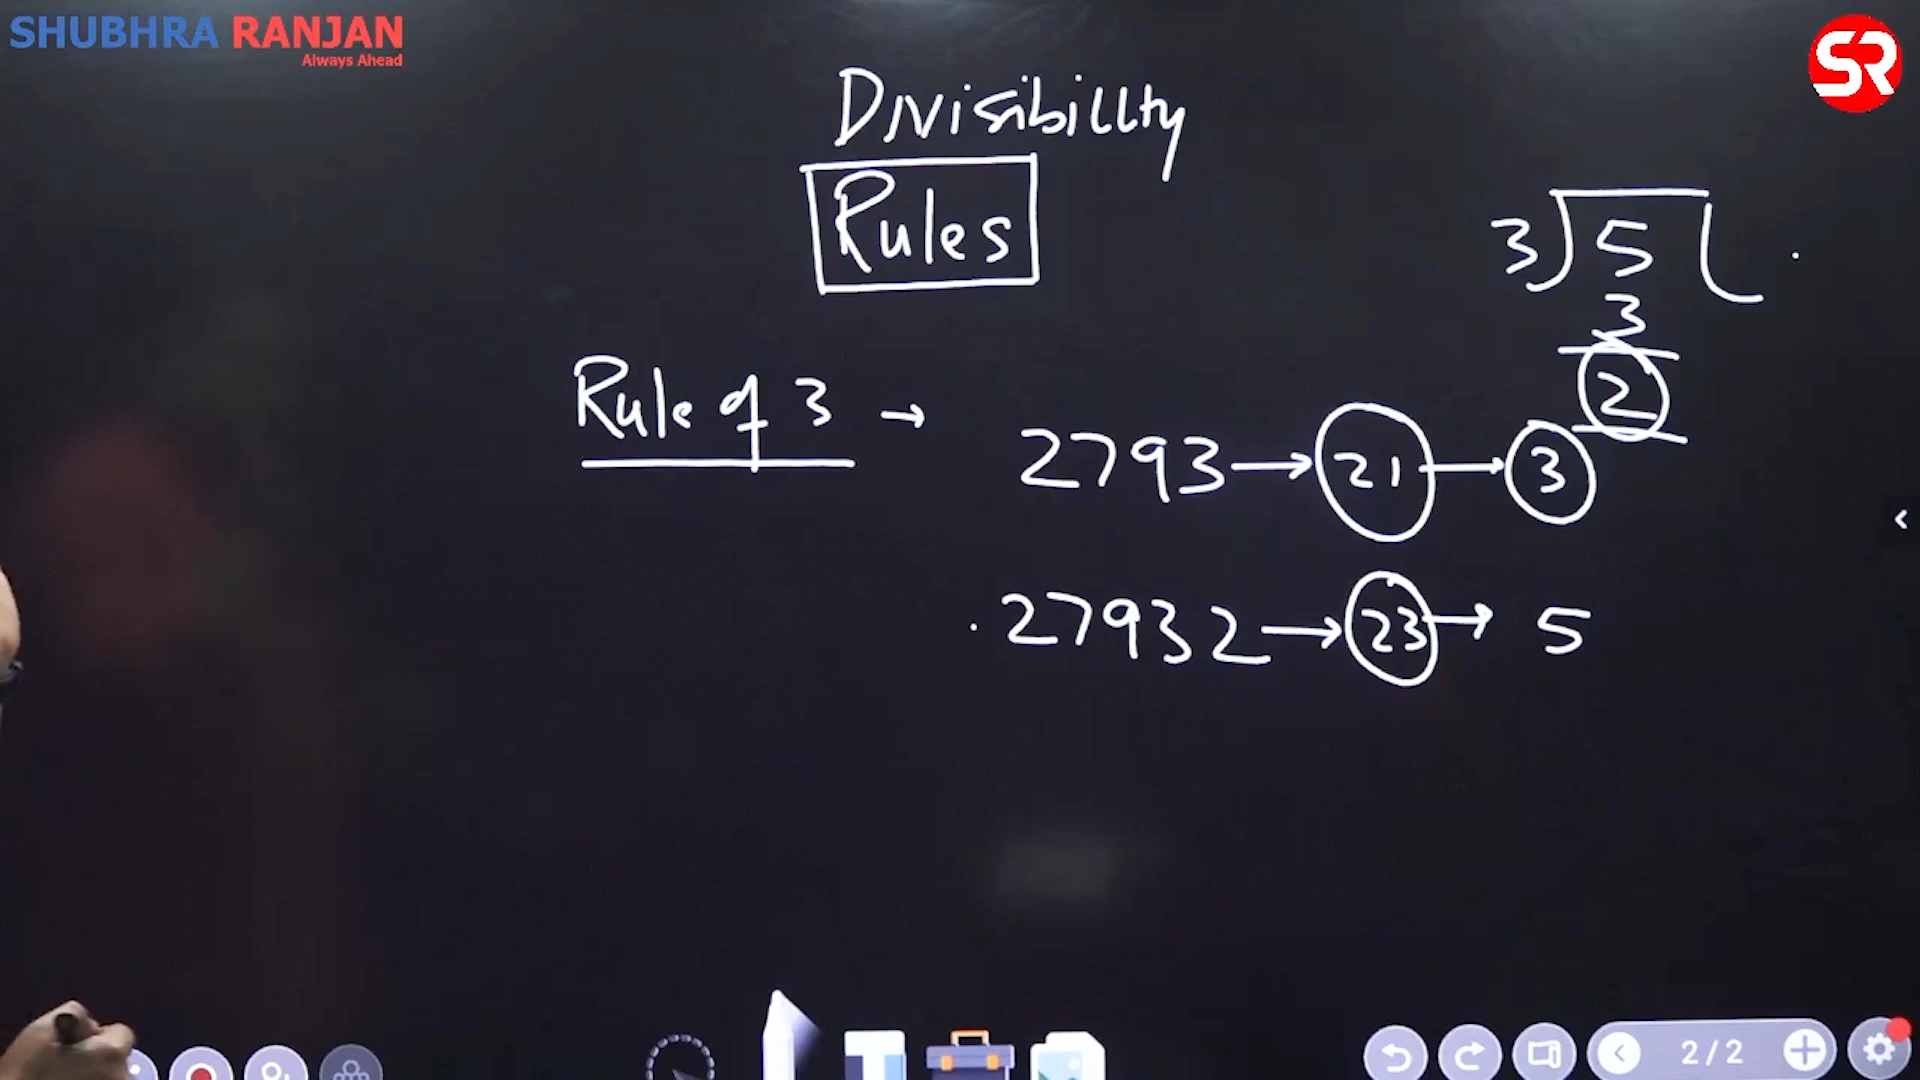 SHUBHRA RANJAN
Always Ahead
SR
Divisibillty
Rules
3) 5 (
3
2
Rule of 3 →
2793 → 21 → 3
27932 → 23 → 5
2/2